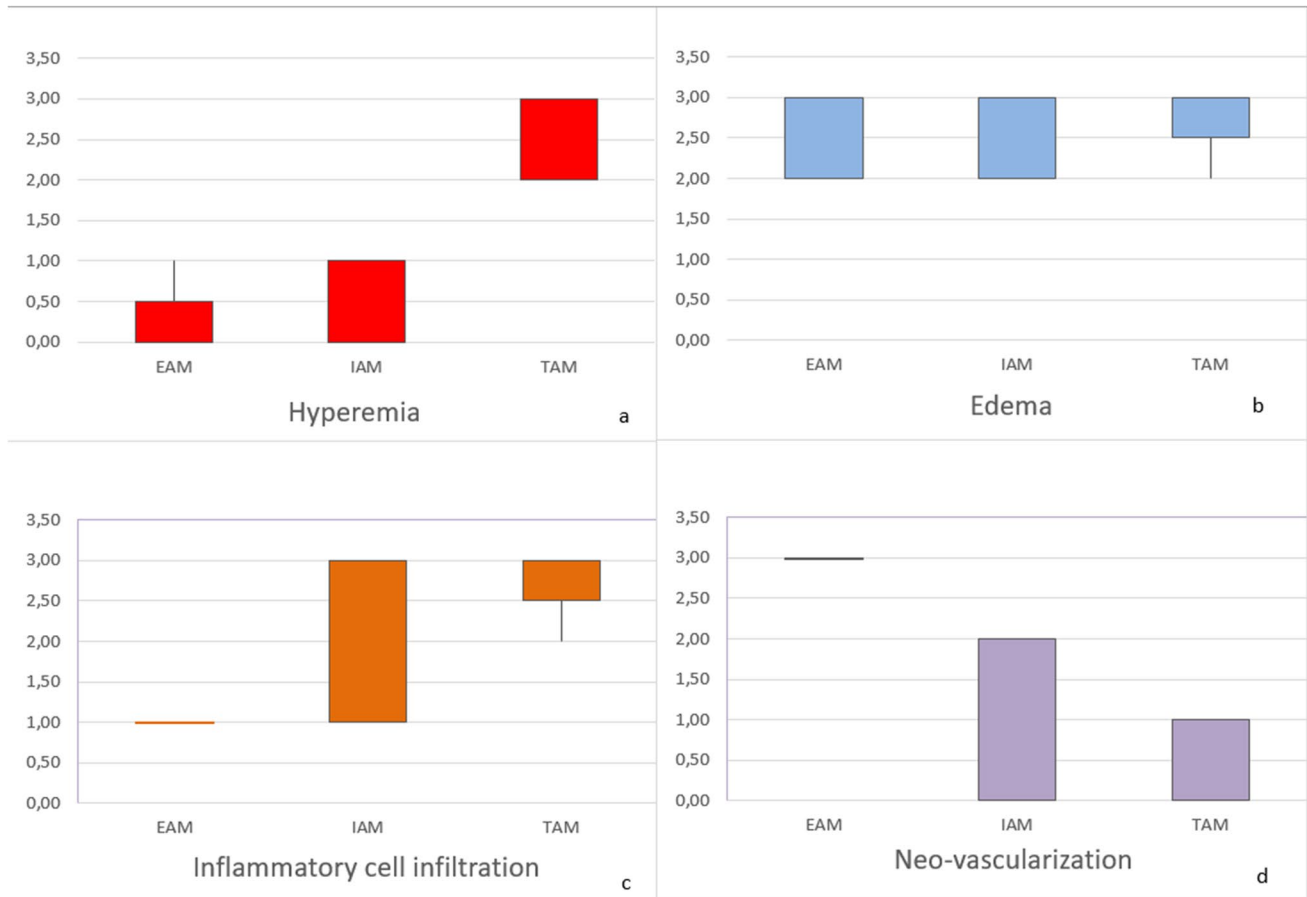 3,50
3,00
2,50
2,00
1,50
1,00
0,50
0,00
EAM IAM TAM
Hyperemia
a
3,50
3,00
2,50
2,00
1,50
1,00
0,50
0,00
EAM IAM TAM
Edema
b
3,50
3,00
2,50
2,00
1,50
1,00
0,50
0,00
EAM IAM TAM
Inflammatory cell infiltration
c
3,50
3,00
2,50
2,00
1,50
1,00
0,50
0,00
EAM IAM TAM
Neo-vascularization
d